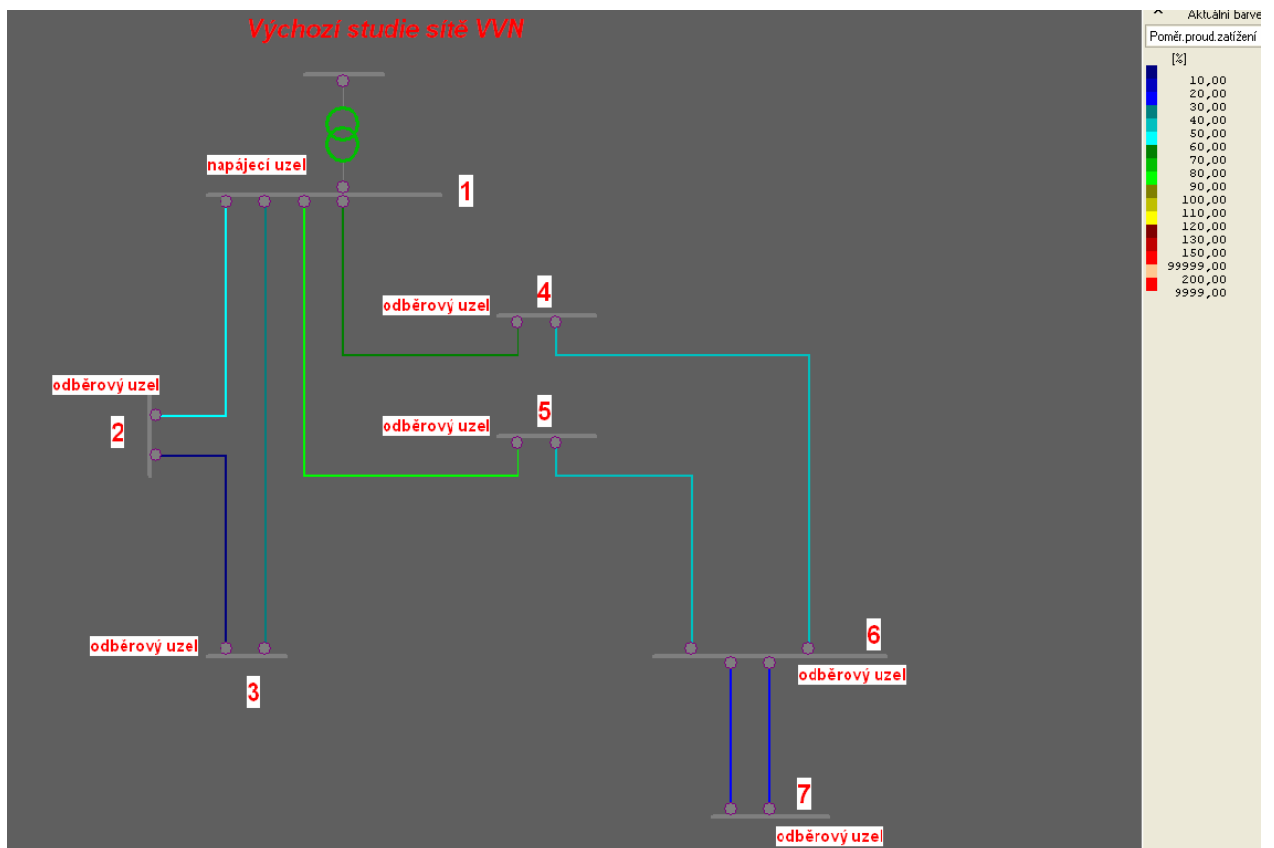 Výchozí studie sítě VVN
napájecí uzel
1
odběrový uzel
4
odběrový uzel
2
odběrový uzel
5
odběrový uzel
3
6
odběrový uzel
7
odběrový uzel
Aktuální barve
Poměr.proud.zatížení
[%]
10,00
20,00
30,00
40,00
50,00
60,00
70,00
80,00
90,00
100,00
110,00
120,00
130,00
150,00
99999,00
200,00
9999,00